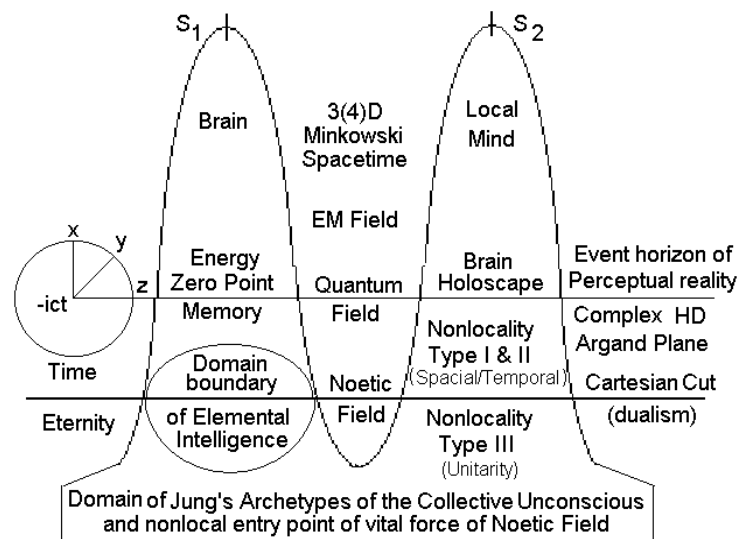 S1
S2
Brain
3(4)D
Minkowski
Spacetime
Local
Mind
EM Field
x
y
z
-ict
Time
Energy
Zero Point
Memory
Quantum
Field
Brain
Holoscape
Event horizon of
Perceptual reality
Complex HD
Argand Plane
Nonlocality
Type I & II
(Spacial/Temporal)
Domain
boundary
of Elemental
Intelligence
Noetic
Field
Cartesian Cut
(dualism)
Eternity
Nonlocality
Type III
(Unitarity)
Domain of Jung's Archetypes of the Collective Unconscious
and nonlocal entry point of vital force of Noetic Field